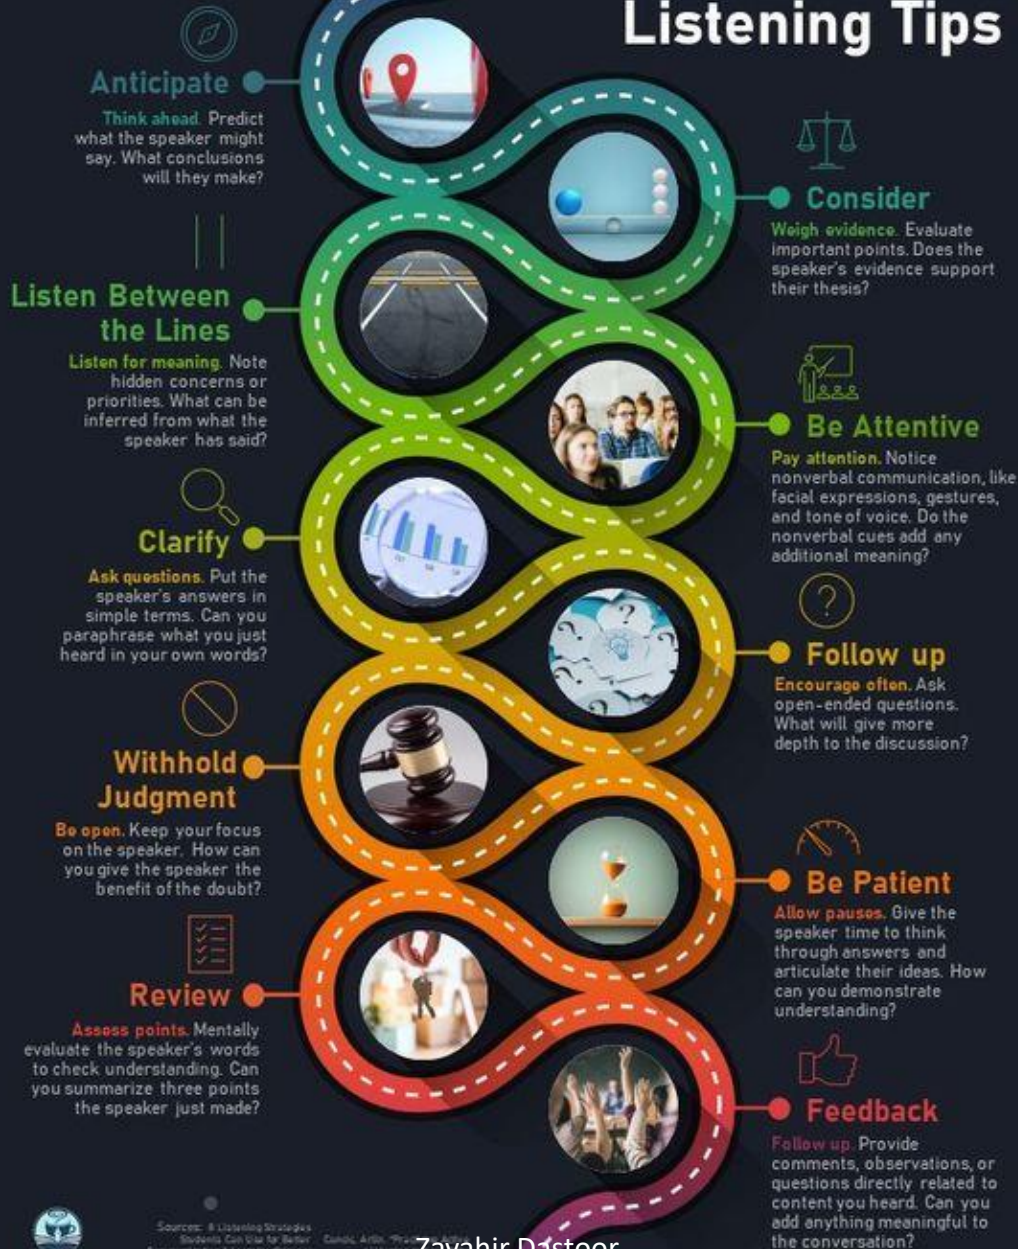 Listening Tips
Anticipate
Think ahead. Predict
what the speaker might
say. What conclusions
will they make?
Consider
Weigh evidence. Evaluate
important points. Does the
speaker's evidence support
their thesis?
Listen Between
the Lines
Listen for meaning. Note
hidden concerns or
priorities. What can be
inferred from what the
speaker has said?
Be Attentive
Pay attention. Notice
nonverbal communication, like
facial expressions, gestures,
and tone of voice. Do the
nonverbal cues add any
additional meaning?
Clarify
Ask questions. Put the
speaker's answers in
simple terms. Can you
paraphrase what you just
heard in your own words?
Follow up
Encourage often. Ask
open-ended questions.
What will give more
depth to the discussion?
Withhold
Judgment
Be open. Keep your focus
on the speaker. How can
you give the speaker the
benefit of the doubt?
Be Patient
Allow pauses. Give the
speaker time to think
through answers and
articulate their ideas. How
can you demonstrate
understanding?
Review
Assess points. Mentally
evaluate the speaker's words
to check understanding. Can
you summarize three points
the speaker just made?
Feedback
Follow up. Provide
comments, observations, or
questions directly related to
content you heard. Can you
add anything meaningful to
the conversation?
Sources: 8 Listening Strategies
Students Can Use for Better
Zavahir Dastoor